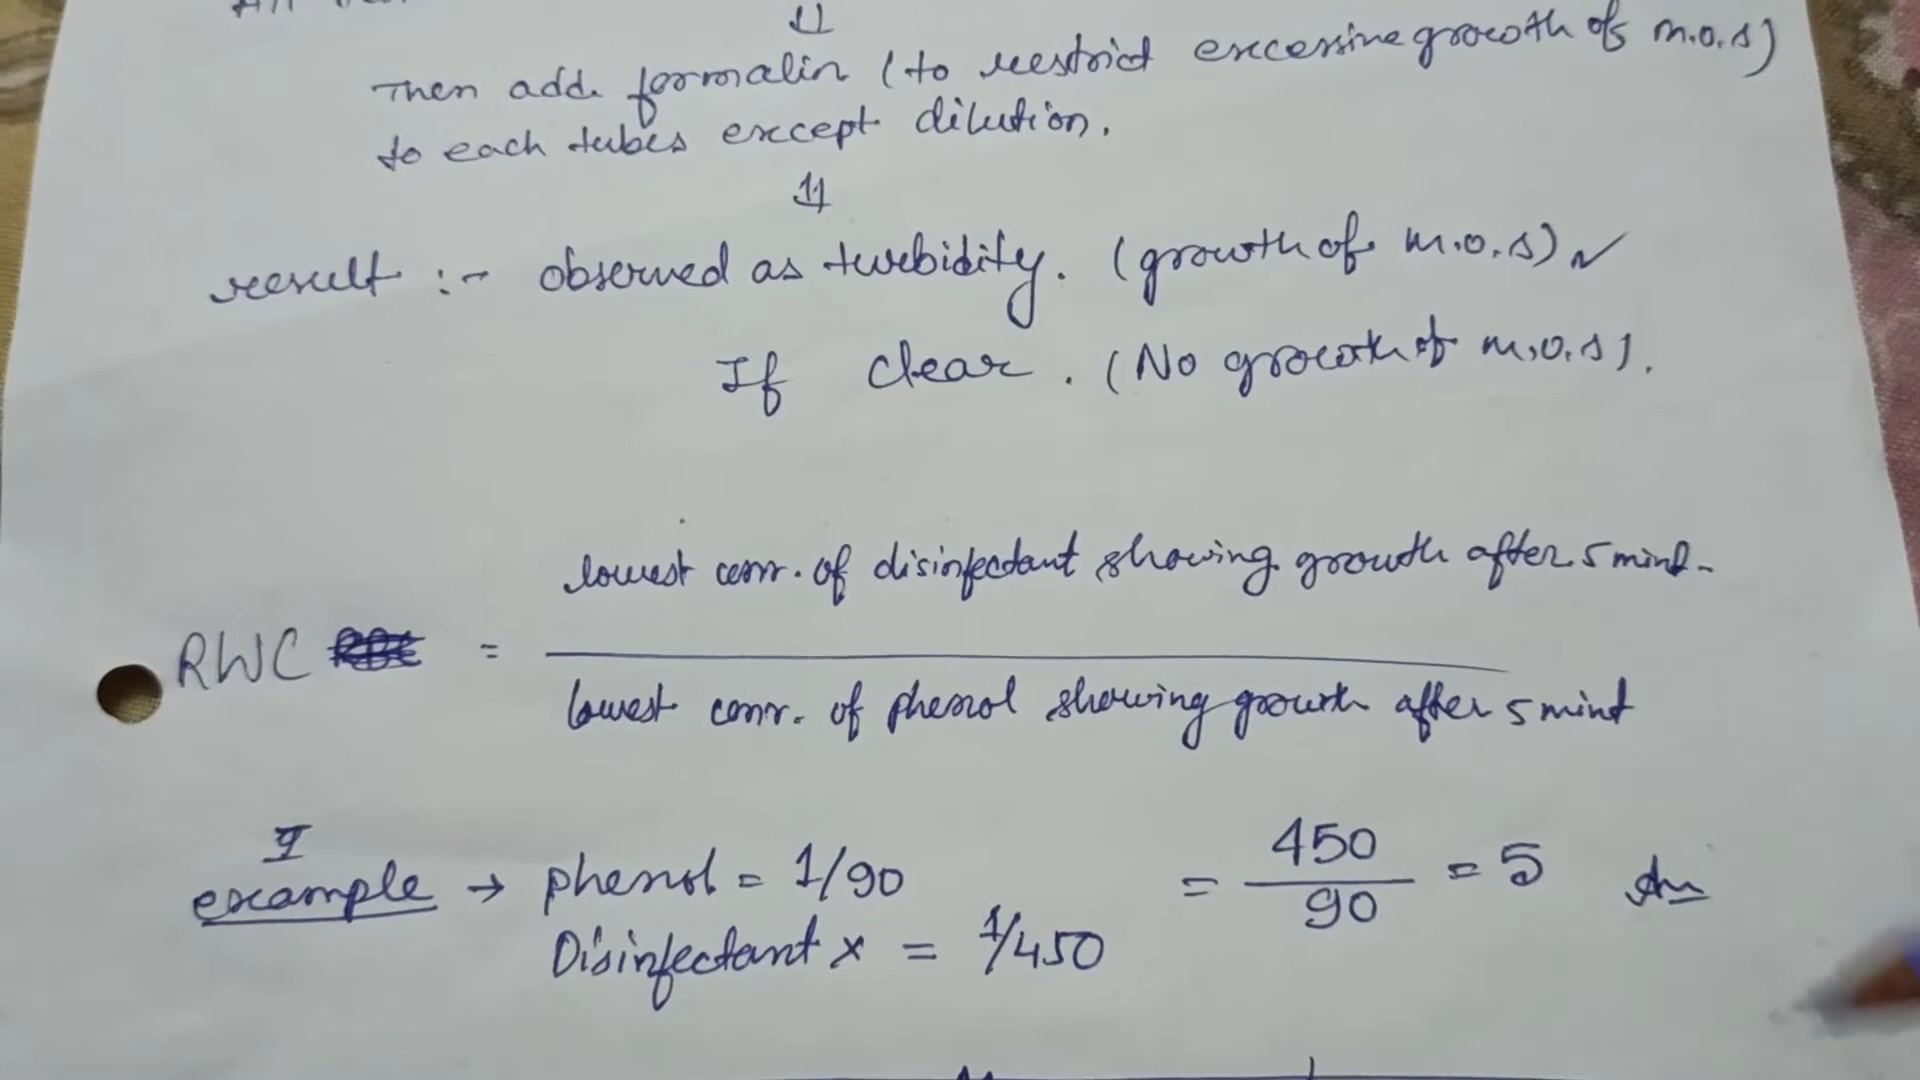 Then add formalin (to restrict excessive growth of m.o.s)
to each tubes except dilution.
result :- observed as turbidity. (growth of m.o.s) ✓
If clear. (No growth of m.o.s).
lowest conr. of disinfectant showing growth after 5 mint.
RWC =
lowest conr. of phenol showing growth after 5 mint
I
example → phenol = 1/90 = 450/90 = 5 Ans
Disinfectant x = 1/450